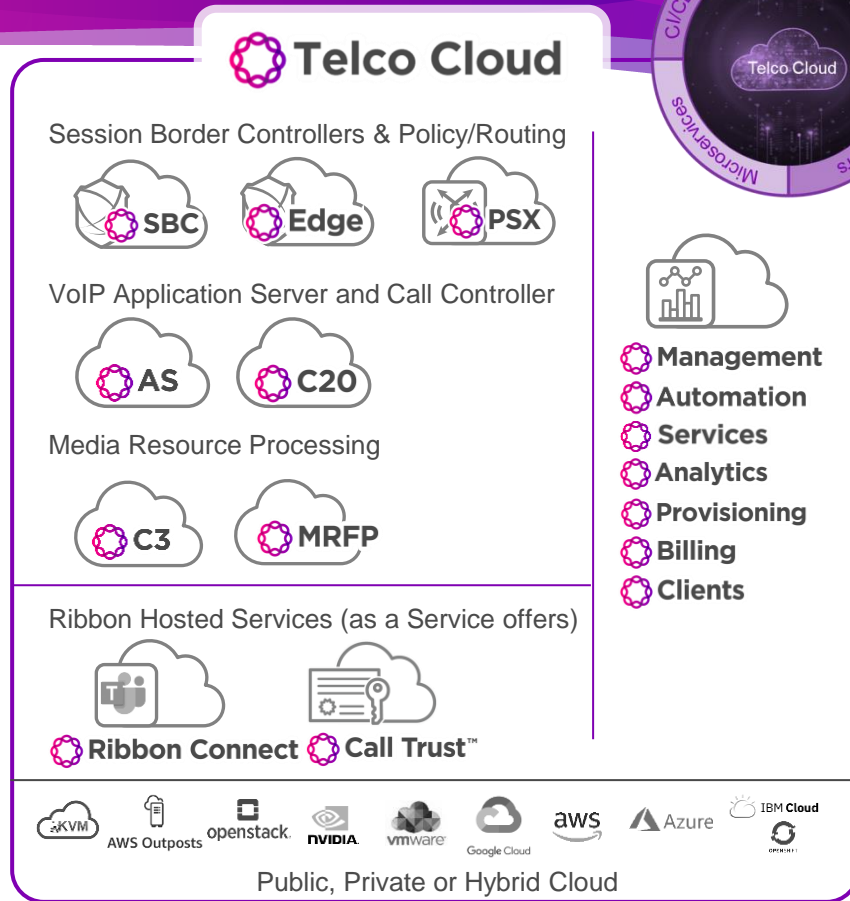 Telco Cloud
CI/C
Telco Cloud
Microservices
Session Border Controllers & Policy/Routing
SBC
Edge
PSX
VoIP Application Server and Call Controller
AS
C20
Media Resource Processing
C3
MRFP
Management
Automation
Services
Analytics
Provisioning
Billing
Clients
Ribbon Hosted Services (as a Service offers)
T
Ribbon Connect
Call Trust™
KVM
AWS Outposts
openstack.
NVIDIA.
vmware
Google Cloud
aws
Azure
IBM Cloud
OPENSHIFT
Public, Private or Hybrid Cloud